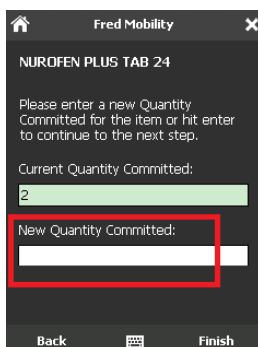 Fred Mobility
NUROFEN PLUS TAB 24
Please enter a new Quantity
Committed for the item or hit enter
to continue to the next step.
Current Quantity Committed:
2
New Quantity Committed:
Back Finish